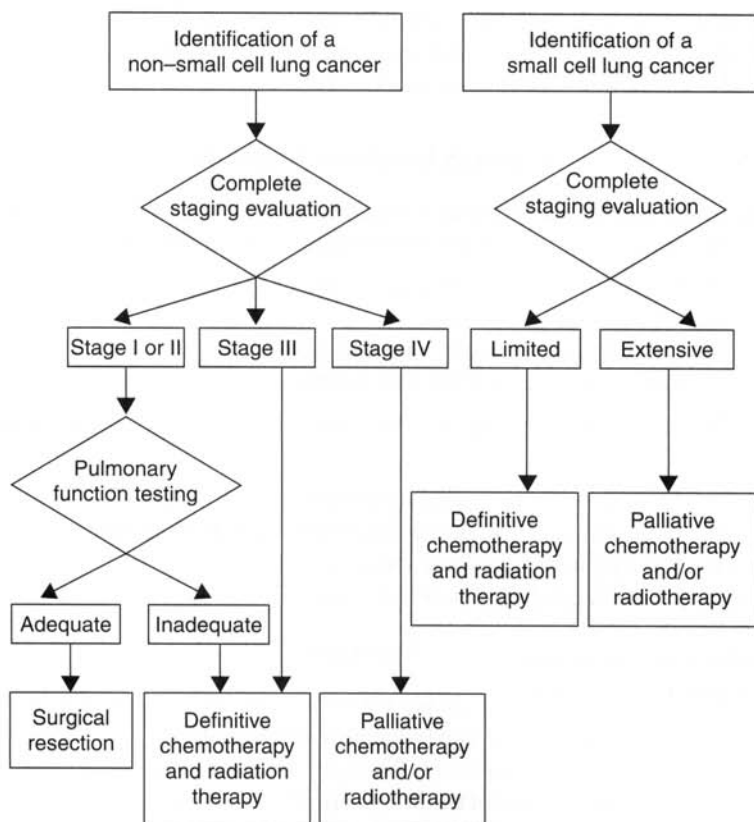 Identification of a
non–small cell lung cancer
Identification of a
small cell lung cancer
Complete
staging evaluation
Complete
staging evaluation
Stage I or II
Stage III
Stage IV
Limited
Extensive
Pulmonary
function testing
Definitive
chemotherapy
and radiation
therapy
Palliative
chemotherapy
and/or
radiotherapy
Adequate
Inadequate
Surgical
resection
Definitive
chemotherapy
and radiation
therapy
Palliative
chemotherapy
and/or
radiotherapy